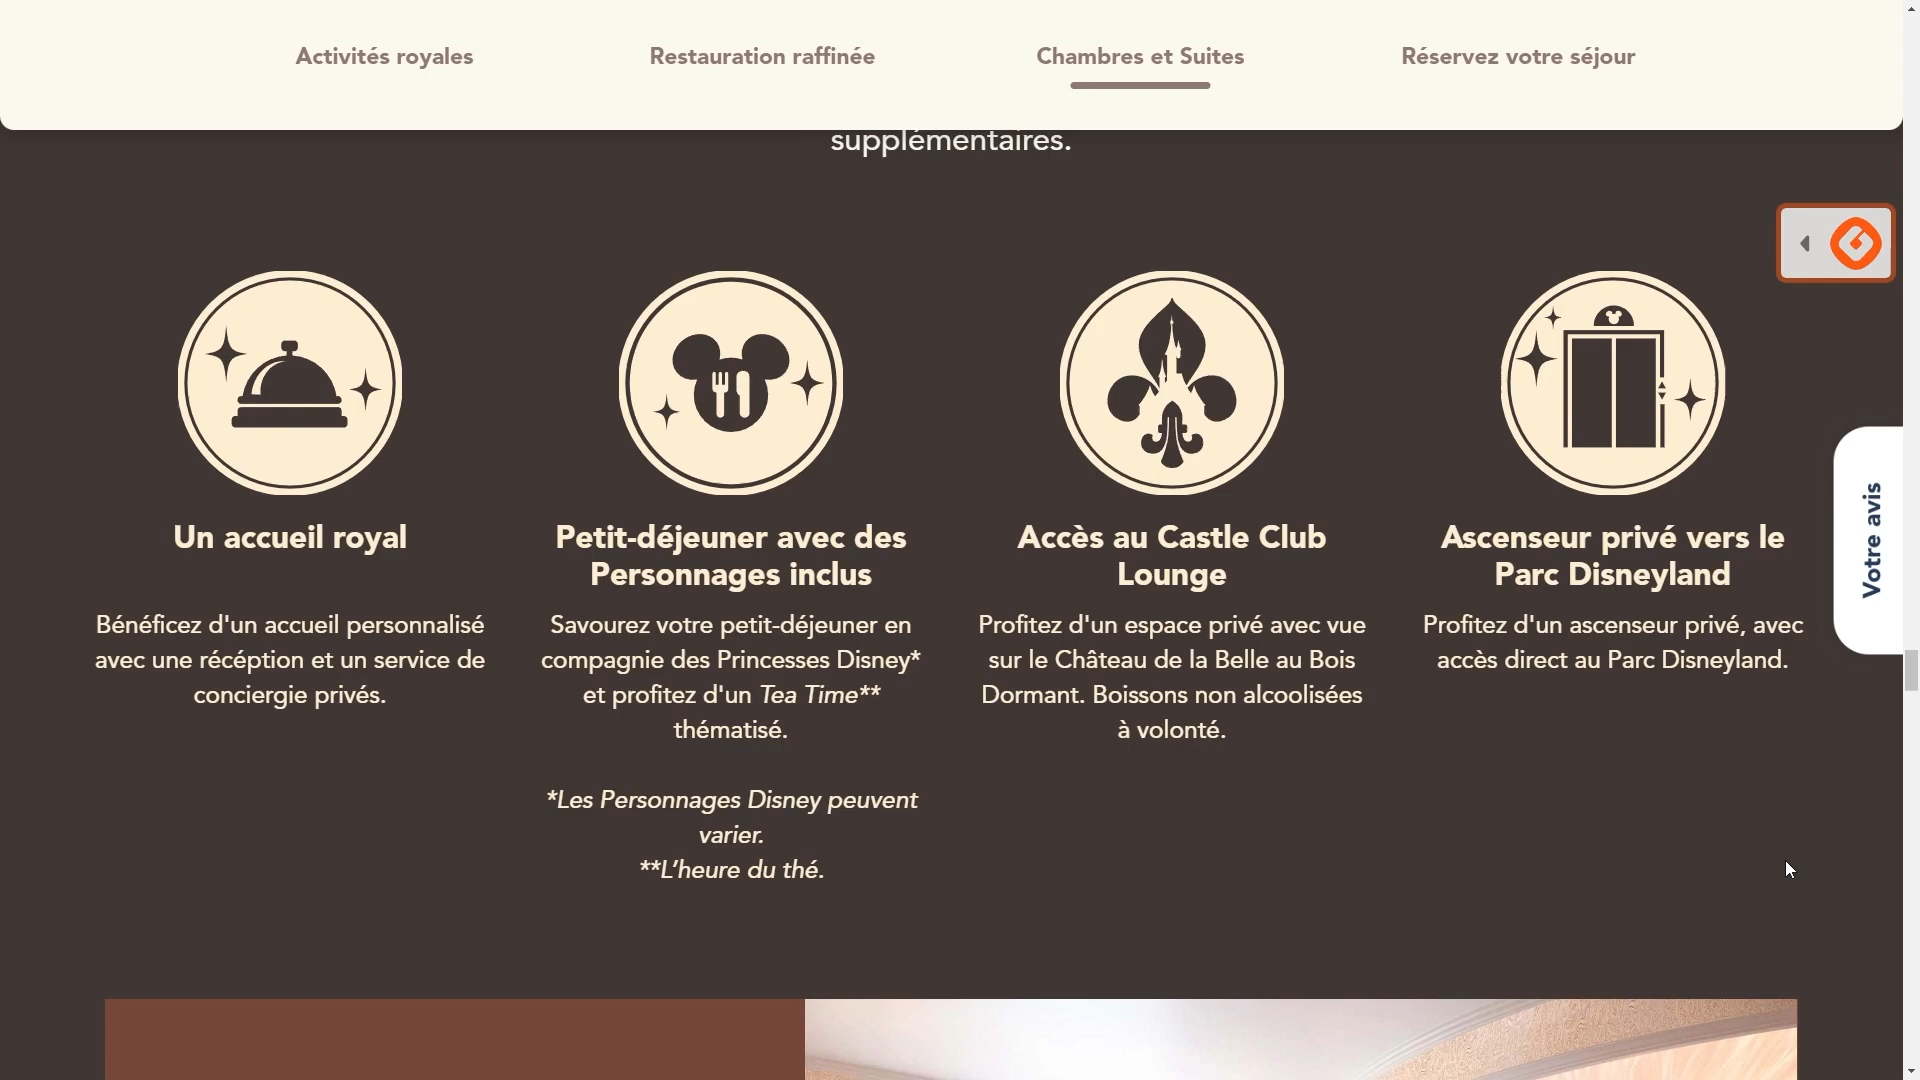 Activités royales
Restauration raffinée
Chambres et Suites
Réservez votre séjour
supplémentaires.
Un accueil royal
Bénéficez d'un accueil personnalisé
avec une récéption et un service de
conciergie privés.
Petit-déjeuner avec des
Personnages inclus
Savourez votre petit-déjeuner en
compagnie des Princesses Disney*
et profitez d'un Tea Time**
thématisé.
*Les Personnages Disney peuvent
varier.
**L’heure du thé.
Accès au Castle Club
Lounge
Profitez d'un espace privé avec vue
sur le Château de la Belle au Bois
Dormant. Boissons non alcoolisées
à volonté.
Ascenseur privé vers le
Parc Disneyland
Profitez d'un ascenseur privé, avec
accès direct au Parc Disneyland.
Votre avis